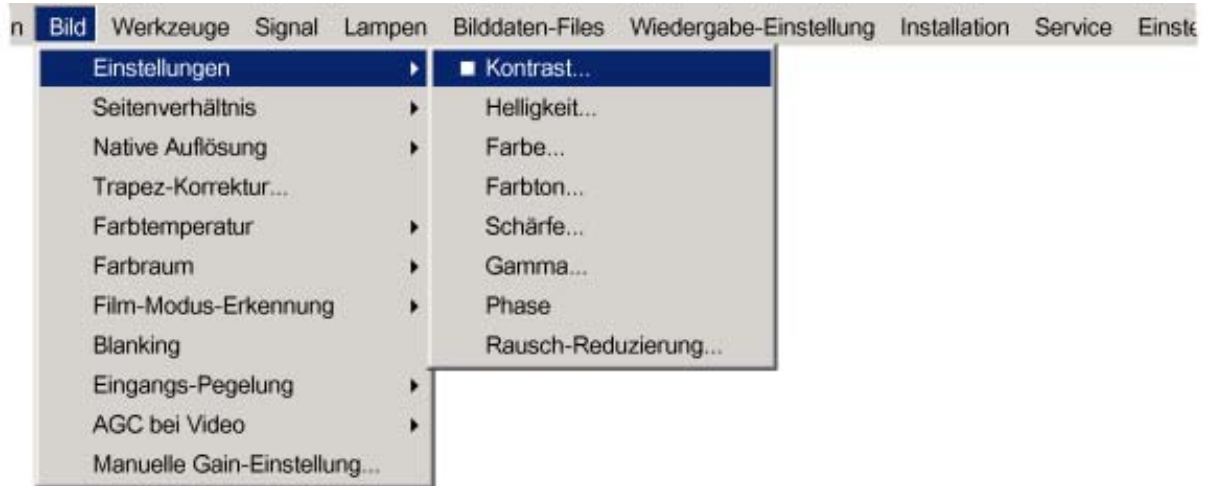 n Bild Werkzeuge Signal Lampen Bilddaten-Files Wiedergabe-Einstellung Installation Service Einste
Einstellungen
Seitenverhältnis
Native Auflösung
Trapez-Korrektur...
Farbtemperatur
Farbraum
Film-Modus-Erkennung
Blanking
Eingangs-Pegelung
AGC bei Video
Manuelle Gain-Einstellung...
Kontrast...
Helligkeit...
Farbe...
Farbton...
Schärfe...
Gamma...
Phase
Rausch-Reduzierung...